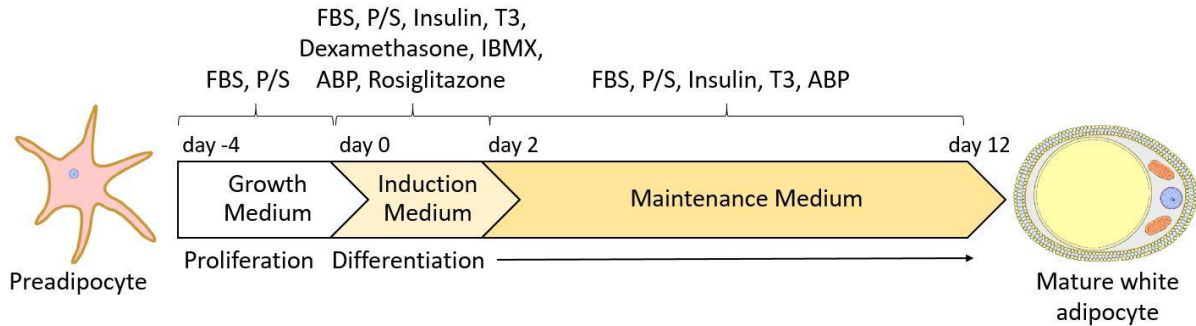 FBS, P/S
FBS, P/S, Insulin, T3,
Dexamethasone, IBMX,
ABP, Rosiglitazone
FBS, P/S, Insulin, T3, ABP
day -4
day 0
day 2
day 12
Growth
Medium
Induction
Medium
Maintenance Medium
Proliferation
Differentiation
Preadipocyte
Mature white
adipocyte